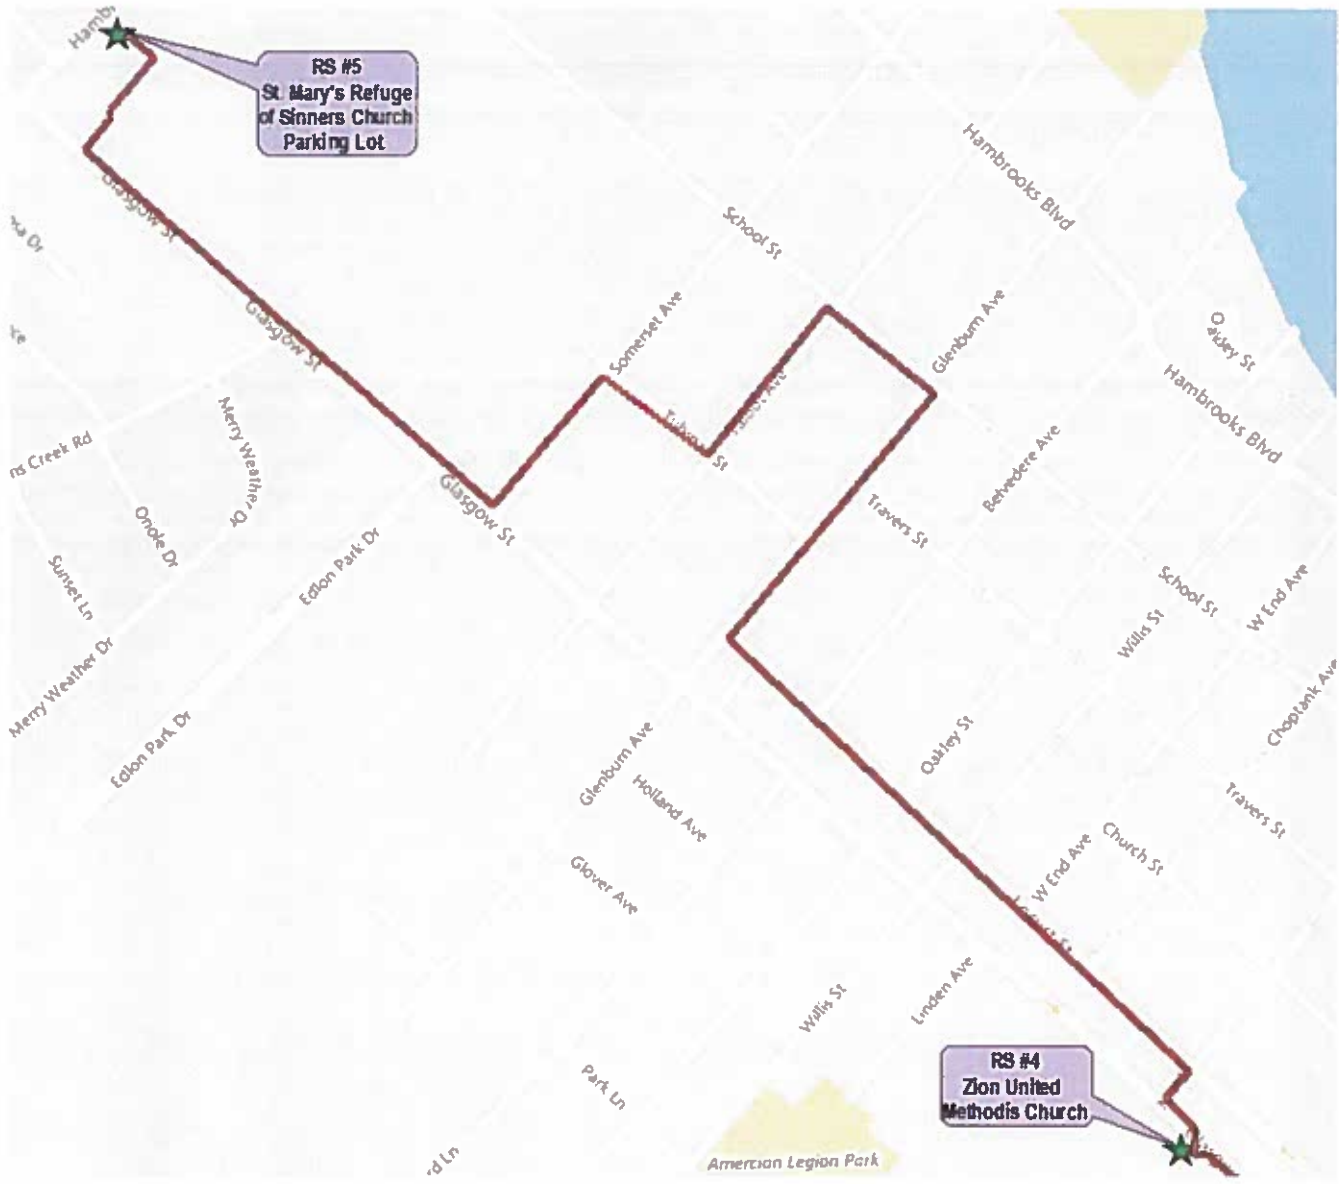 RS #5
St. Mary's Refuge
of Sinners Church
Parking Lot
Hambrooks Blvd
School St
Glasgow St
Somerset Ave
Glenburn Ave
Oakley St
Glasgow St
Hambrooks Blvd
Merry Weather Dr
ns Creek Rd
Belvedere Ave
Glasgow St
Travers St
Oriole Dr
Edlon Park Dr
Sunset Ln
School St
W End Ave
Willis St
Merry Weather Dr
Choptank Ave
Edlon Park Dr
Oakley St
Glenburn Ave
Holland Ave
Travers St
Church St
W End Ave
Glover Ave
Linden Ave
Willis St
Park Ln
rd Ln
RS #4
Zion United
Methodis Church
Amercian Legion Park